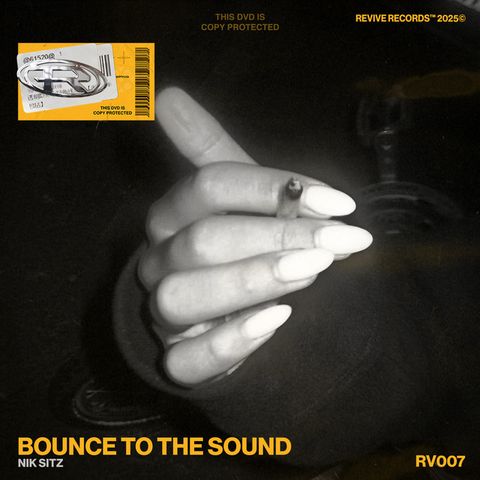 THIS DVD IS
COPY PROTECTED
REVIVE RECORDS™ 2025©
@61520@
THIS DVD IS
COPY PROTECTED
BOUNCE TO THE SOUND
NIK SITZ
RV007